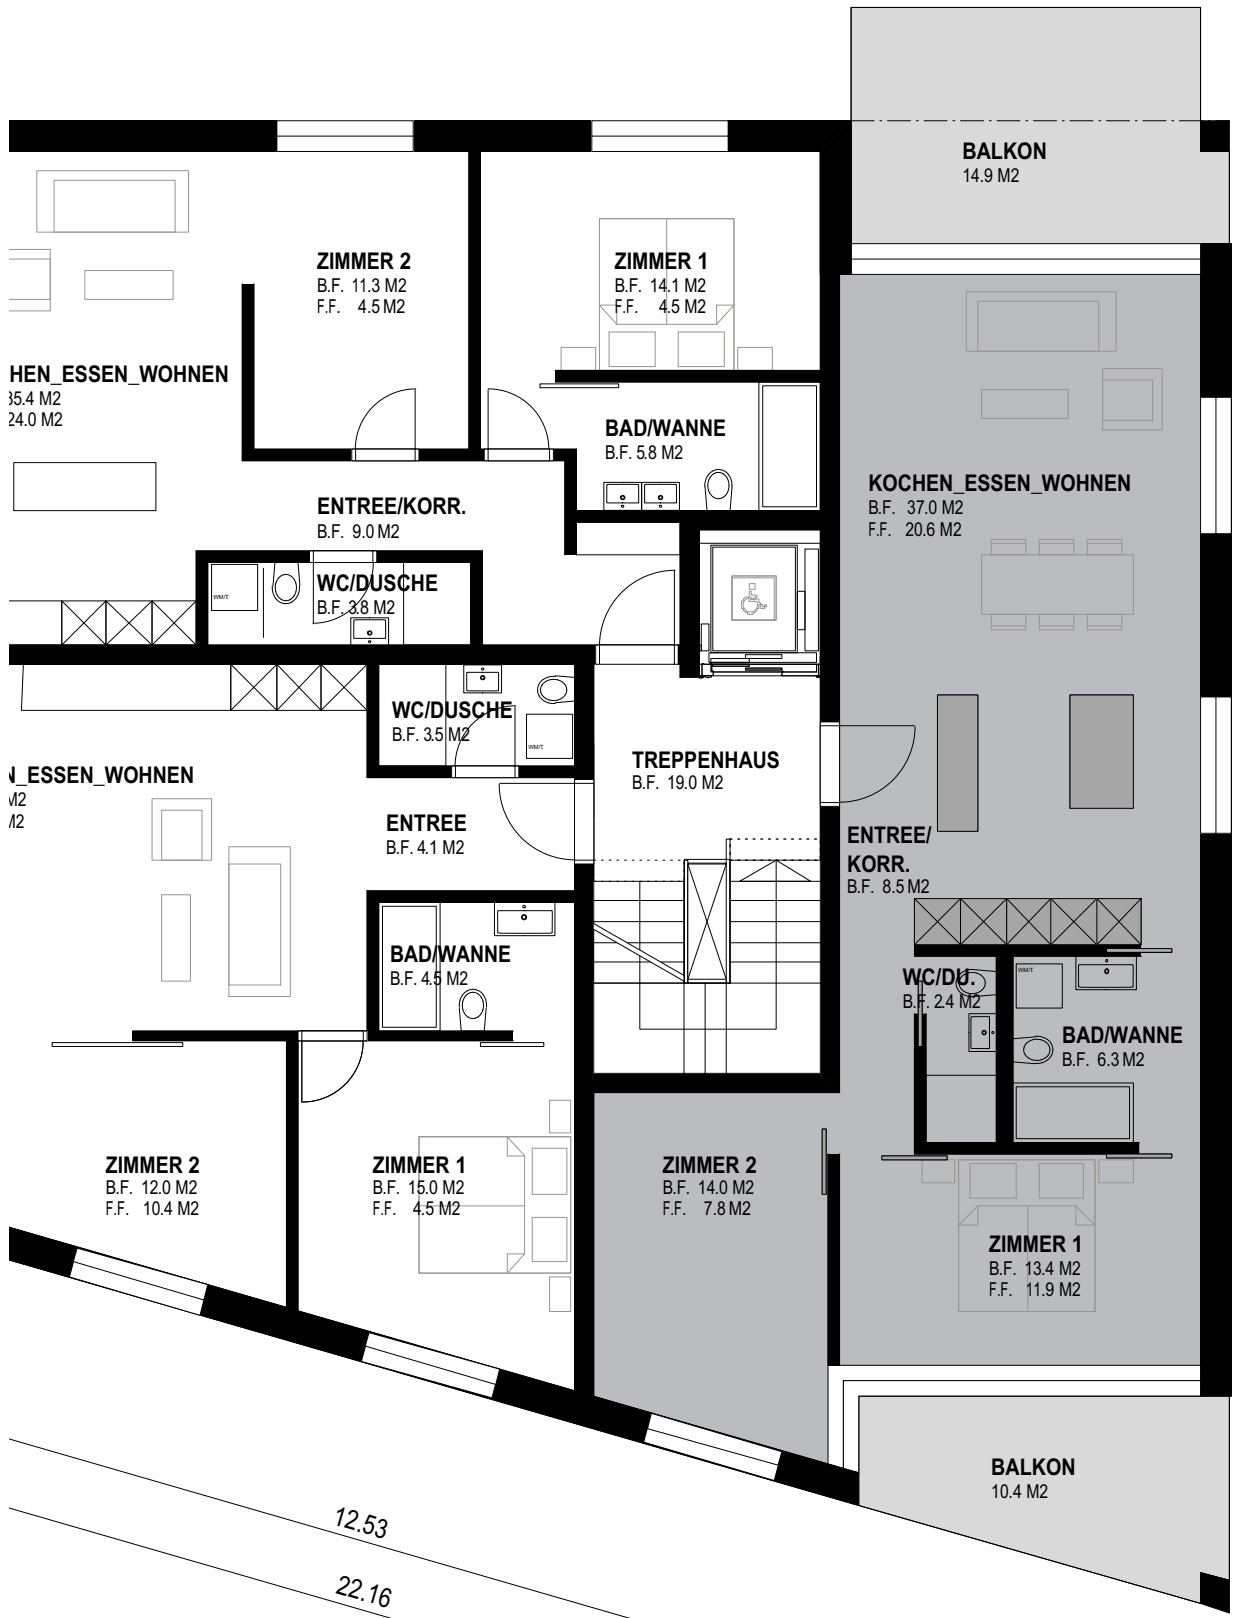 BALKON
14.9 M2
ZIMMER 2
B.F. 11.3 M2
F.F. 4.5 M2
ZIMMER 1
B.F. 14.1 M2
F.F. 4.5 M2
HEN_ESSEN_WOHNEN
35.4 M2
24.0 M2
BAD/WANNE
B.F. 5.8 M2
KOCHEN_ESSEN_WOHNEN
B.F. 37.0 M2
F.F. 20.6 M2
ENTREE/KORR.
B.F. 9.0 M2
WC/DUSCHE
B.F. 3.8 M2
WM/T.
WC/DUSCHE
B.F. 3.5 M2
WM/T.
N_ESSEN_WOHNEN
M2
M2
TREPPENHAUS
B.F. 19.0 M2
ENTREE
B.F. 4.1 M2
ENTREE/
KORR.
B.F. 8.5 M2
BAD/WANNE
B.F. 4.5 M2
WC/DU.
B.F. 2.4 M2
WM/T.
BAD/WANNE
B.F. 6.3 M2
ZIMMER 2
B.F. 12.0 M2
F.F. 10.4 M2
ZIMMER 1
B.F. 15.0 M2
F.F. 4.5 M2
ZIMMER 2
B.F. 14.0 M2
F.F. 7.8 M2
ZIMMER 1
B.F. 13.4 M2
F.F. 11.9 M2
BALKON
10.4 M2
12.53
22.16